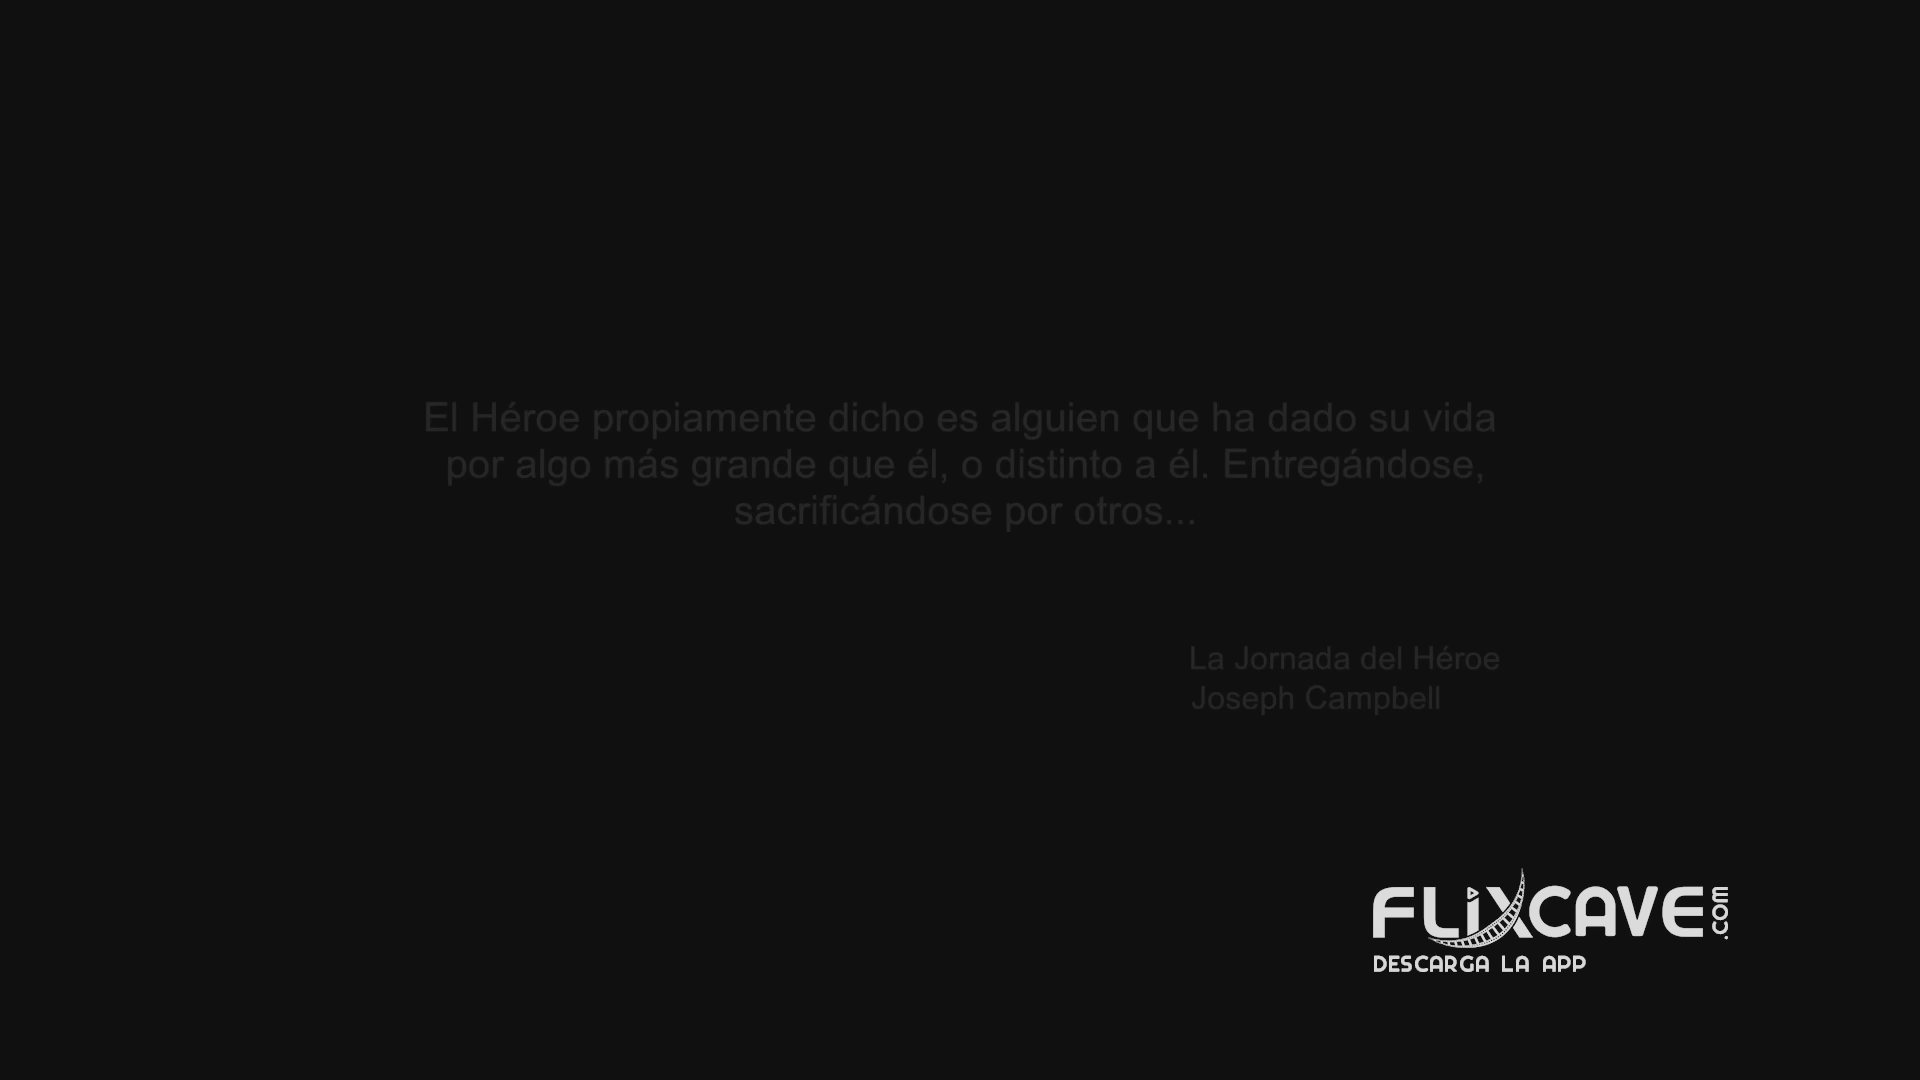 El Héroe propiamente dicho es alguien que ha dado su vida
por algo más grande que él, o distinto a él. Entregándose,
sacrificándose por otros...
La Jornada del Héroe
Joseph Campbell
FLiXCAVE.com
DESCARGA LA APP